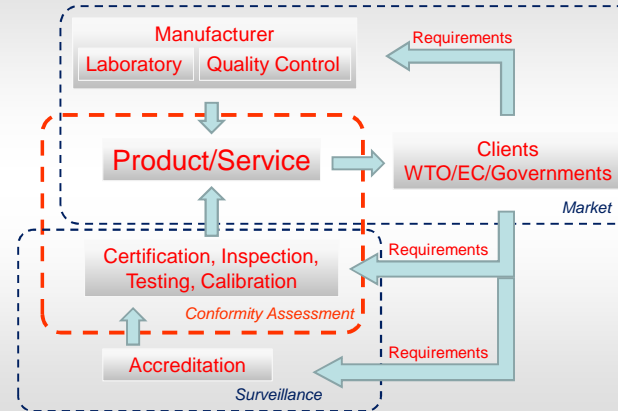 Manufacturer
Requirements
Laboratory
Quality Control
Product/Service
Clients
WTO/EC/Governments
Market
Certification, Inspection,
Testing, Calibration
Requirements
Conformity Assessment
Requirements
Accreditation
Surveillance